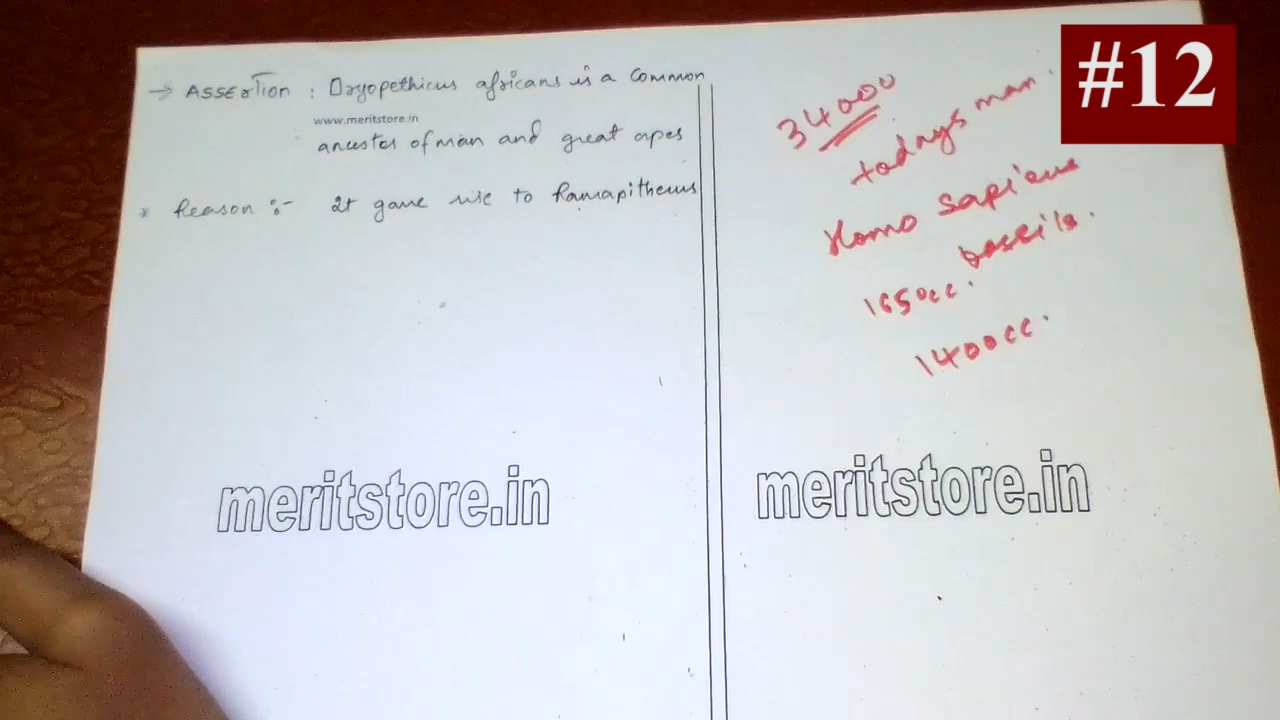 → ASSERTION : Dryopethicus africans is a Common
www.meritstore.in
ancestor of man and great apes
* Reason :- It gave rise to Ramapithecus
34000
todays man.
Homo Sapiens
fossils.
1650cc.
1400cc.
#12
meritstore.in
meritstore.in